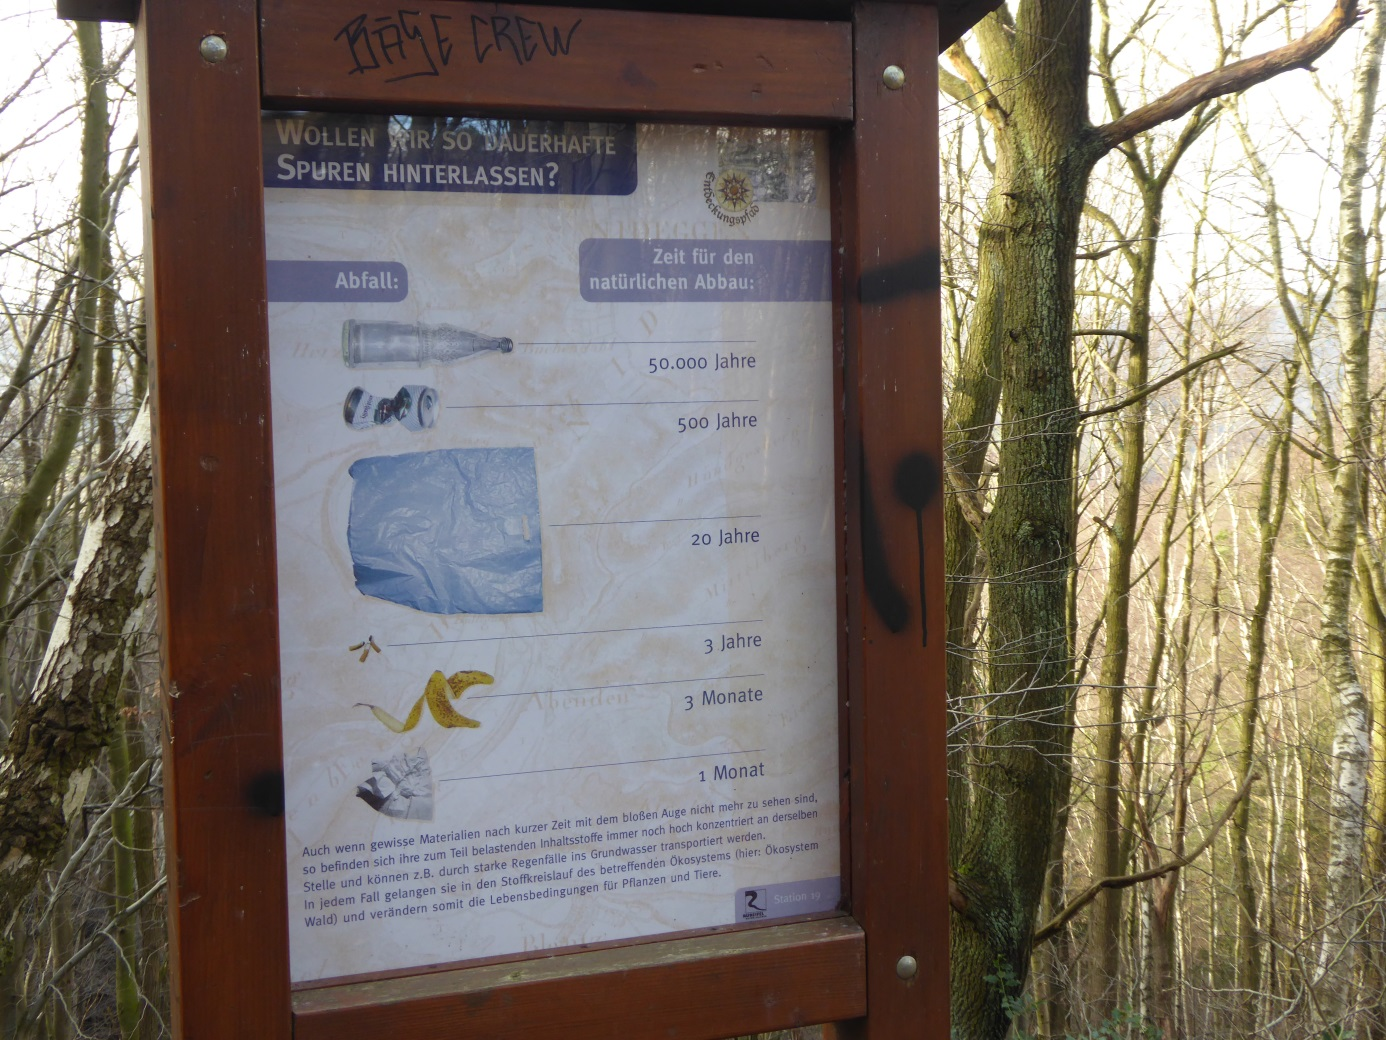 BÄSE CREW
WOLLEN WIR SO DAUERHAFTE
SPUREN HINTERLASSEN?
Entdeckungspfad
Zeit für den
natürlichen Abbau:
Abfall:
50.000 Jahre
500 Jahre
20 Jahre
3 Jahre
3 Monate
1 Monat
Abenden
Auch wenn gewisse Materialien nach kurzer Zeit mit dem bloßen Auge nicht mehr zu sehen sind,
so befinden sich ihre zum Teil belastenden Inhaltsstoffe immer noch hoch konzentriert an derselben
Stelle und können z.B. durch starke Regenfälle ins Grundwasser transportiert werden.
In jedem Fall gelangen sie in den Stoffkreislauf des betreffenden Ökosystems (hier: Ökosystem
Wald) und verändern somit die Lebensbedingungen für Pflanzen und Tiere.
Station 19